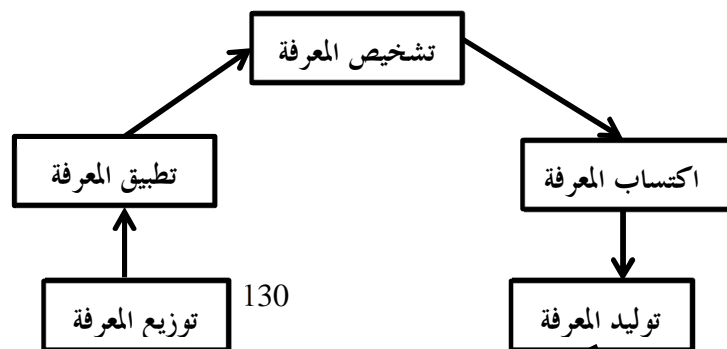 تشخيص المعرفة
اكتساب المعرفة
تطبيق المعرفة
توليد المعرفة
130
توزيع المعرفة